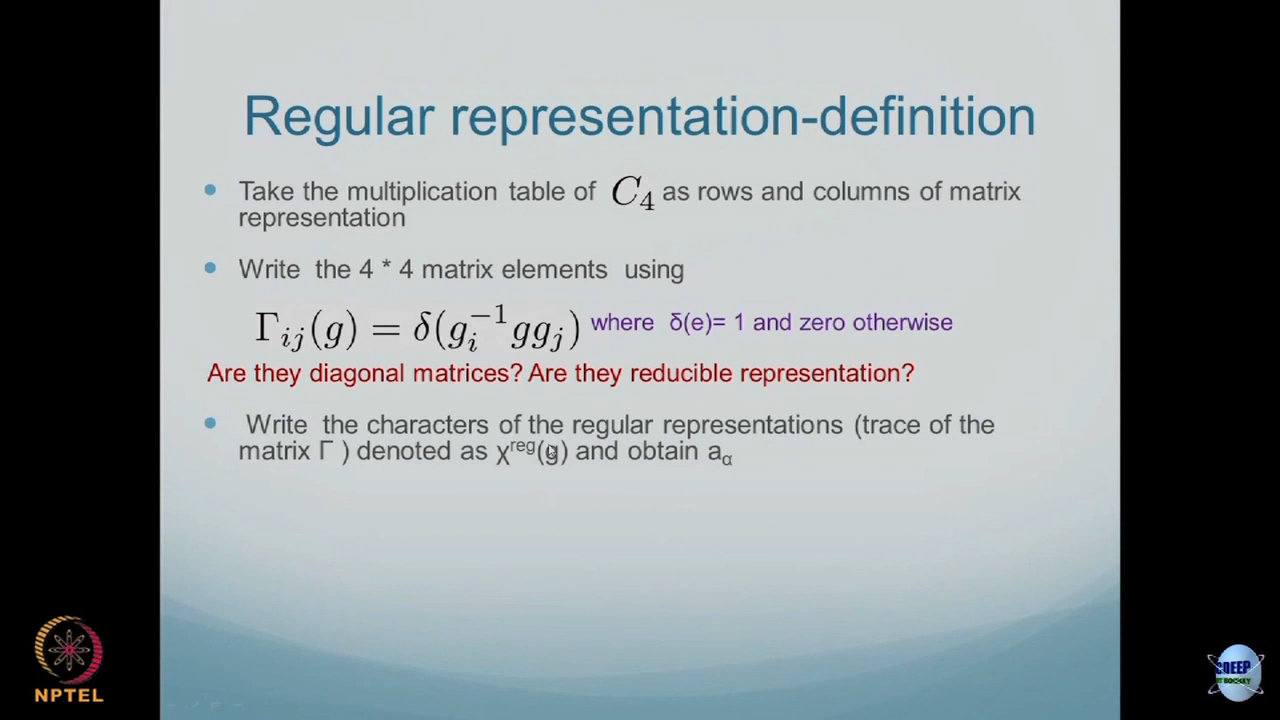 Regular representation-definition
• Take the multiplication table of C₄ as rows and columns of matrix
representation
• Write the 4 * 4 matrix elements using
Γᵢⱼ(g) = δ(gᵢ⁻¹ggⱼ) where δ(e)= 1 and zero otherwise
Are they diagonal matrices? Are they reducible representation?
• Write the characters of the regular representations (trace of the
matrix Γ ) denoted as χʳᵉᵍ(g) and obtain aα
NPTEL
CDEEP